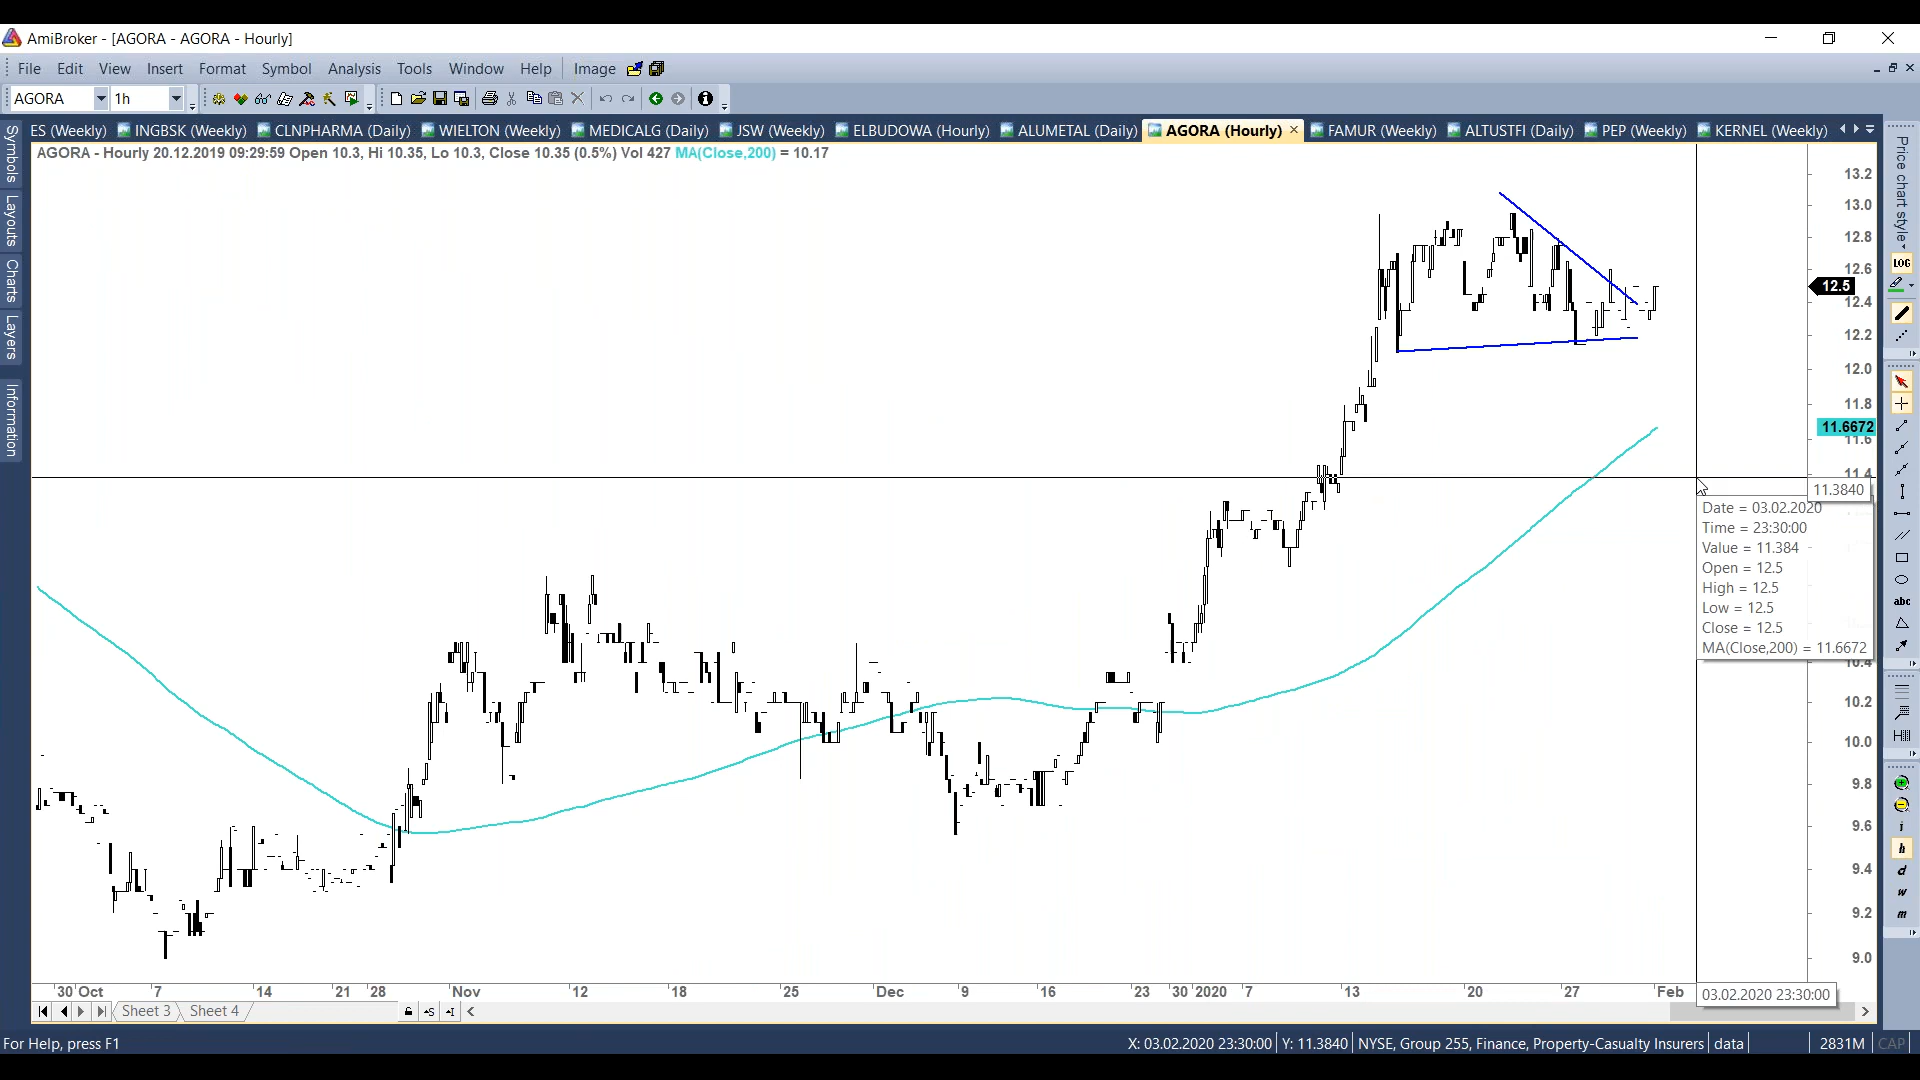 AmiBroker - [AGORA - AGORA - Hourly]
File Edit View Insert Format Symbol Analysis Tools Window Help Image
AGORA 1h
ES (Weekly) INGBSK (Weekly) CLNPHARMA (Daily) WIELTON (Weekly) MEDICALG (Daily) JSW (Weekly) ELBUDOWA (Hourly) ALUMETAL (Daily) AGORA (Hourly) FAMUR (Weekly) ALTUSTFI (Daily) PEP (Weekly) KERNEL (Weekly)
AGORA - Hourly 20.12.2019 09:29:59 Open 10.3, Hi 10.35, Lo 10.3, Close 10.35 (0.5%) Vol 427 MA(Close,200) = 10.17
Symbols
Layouts
Charts
Layers
Information
13.2
13.0
12.8
12.6
12.5
12.4
12.2
12.0
11.8
11.6672
11.6
11.4
11.3840
Date = 03.02.2020
Time = 23:30:00
Value = 11.384
Open = 12.5
High = 12.5
Low = 12.5
Close = 12.5
MA(Close,200) = 11.6672
10.4
10.2
10.0
9.8
9.6
9.4
9.2
9.0
Price chart style
LOG
abc
i
h
d
w
m
30 Oct 7 14 21 28 Nov 12 18 25 Dec 9 16 23 30 2020 7 13 20 27 Feb
03.02.2020 23:30:00
Sheet 3 Sheet 4
For Help, press F1
X: 03.02.2020 23:30:00 Y: 11.3840 NYSE, Group 255, Finance, Property-Casualty Insurers data 2831M CAP